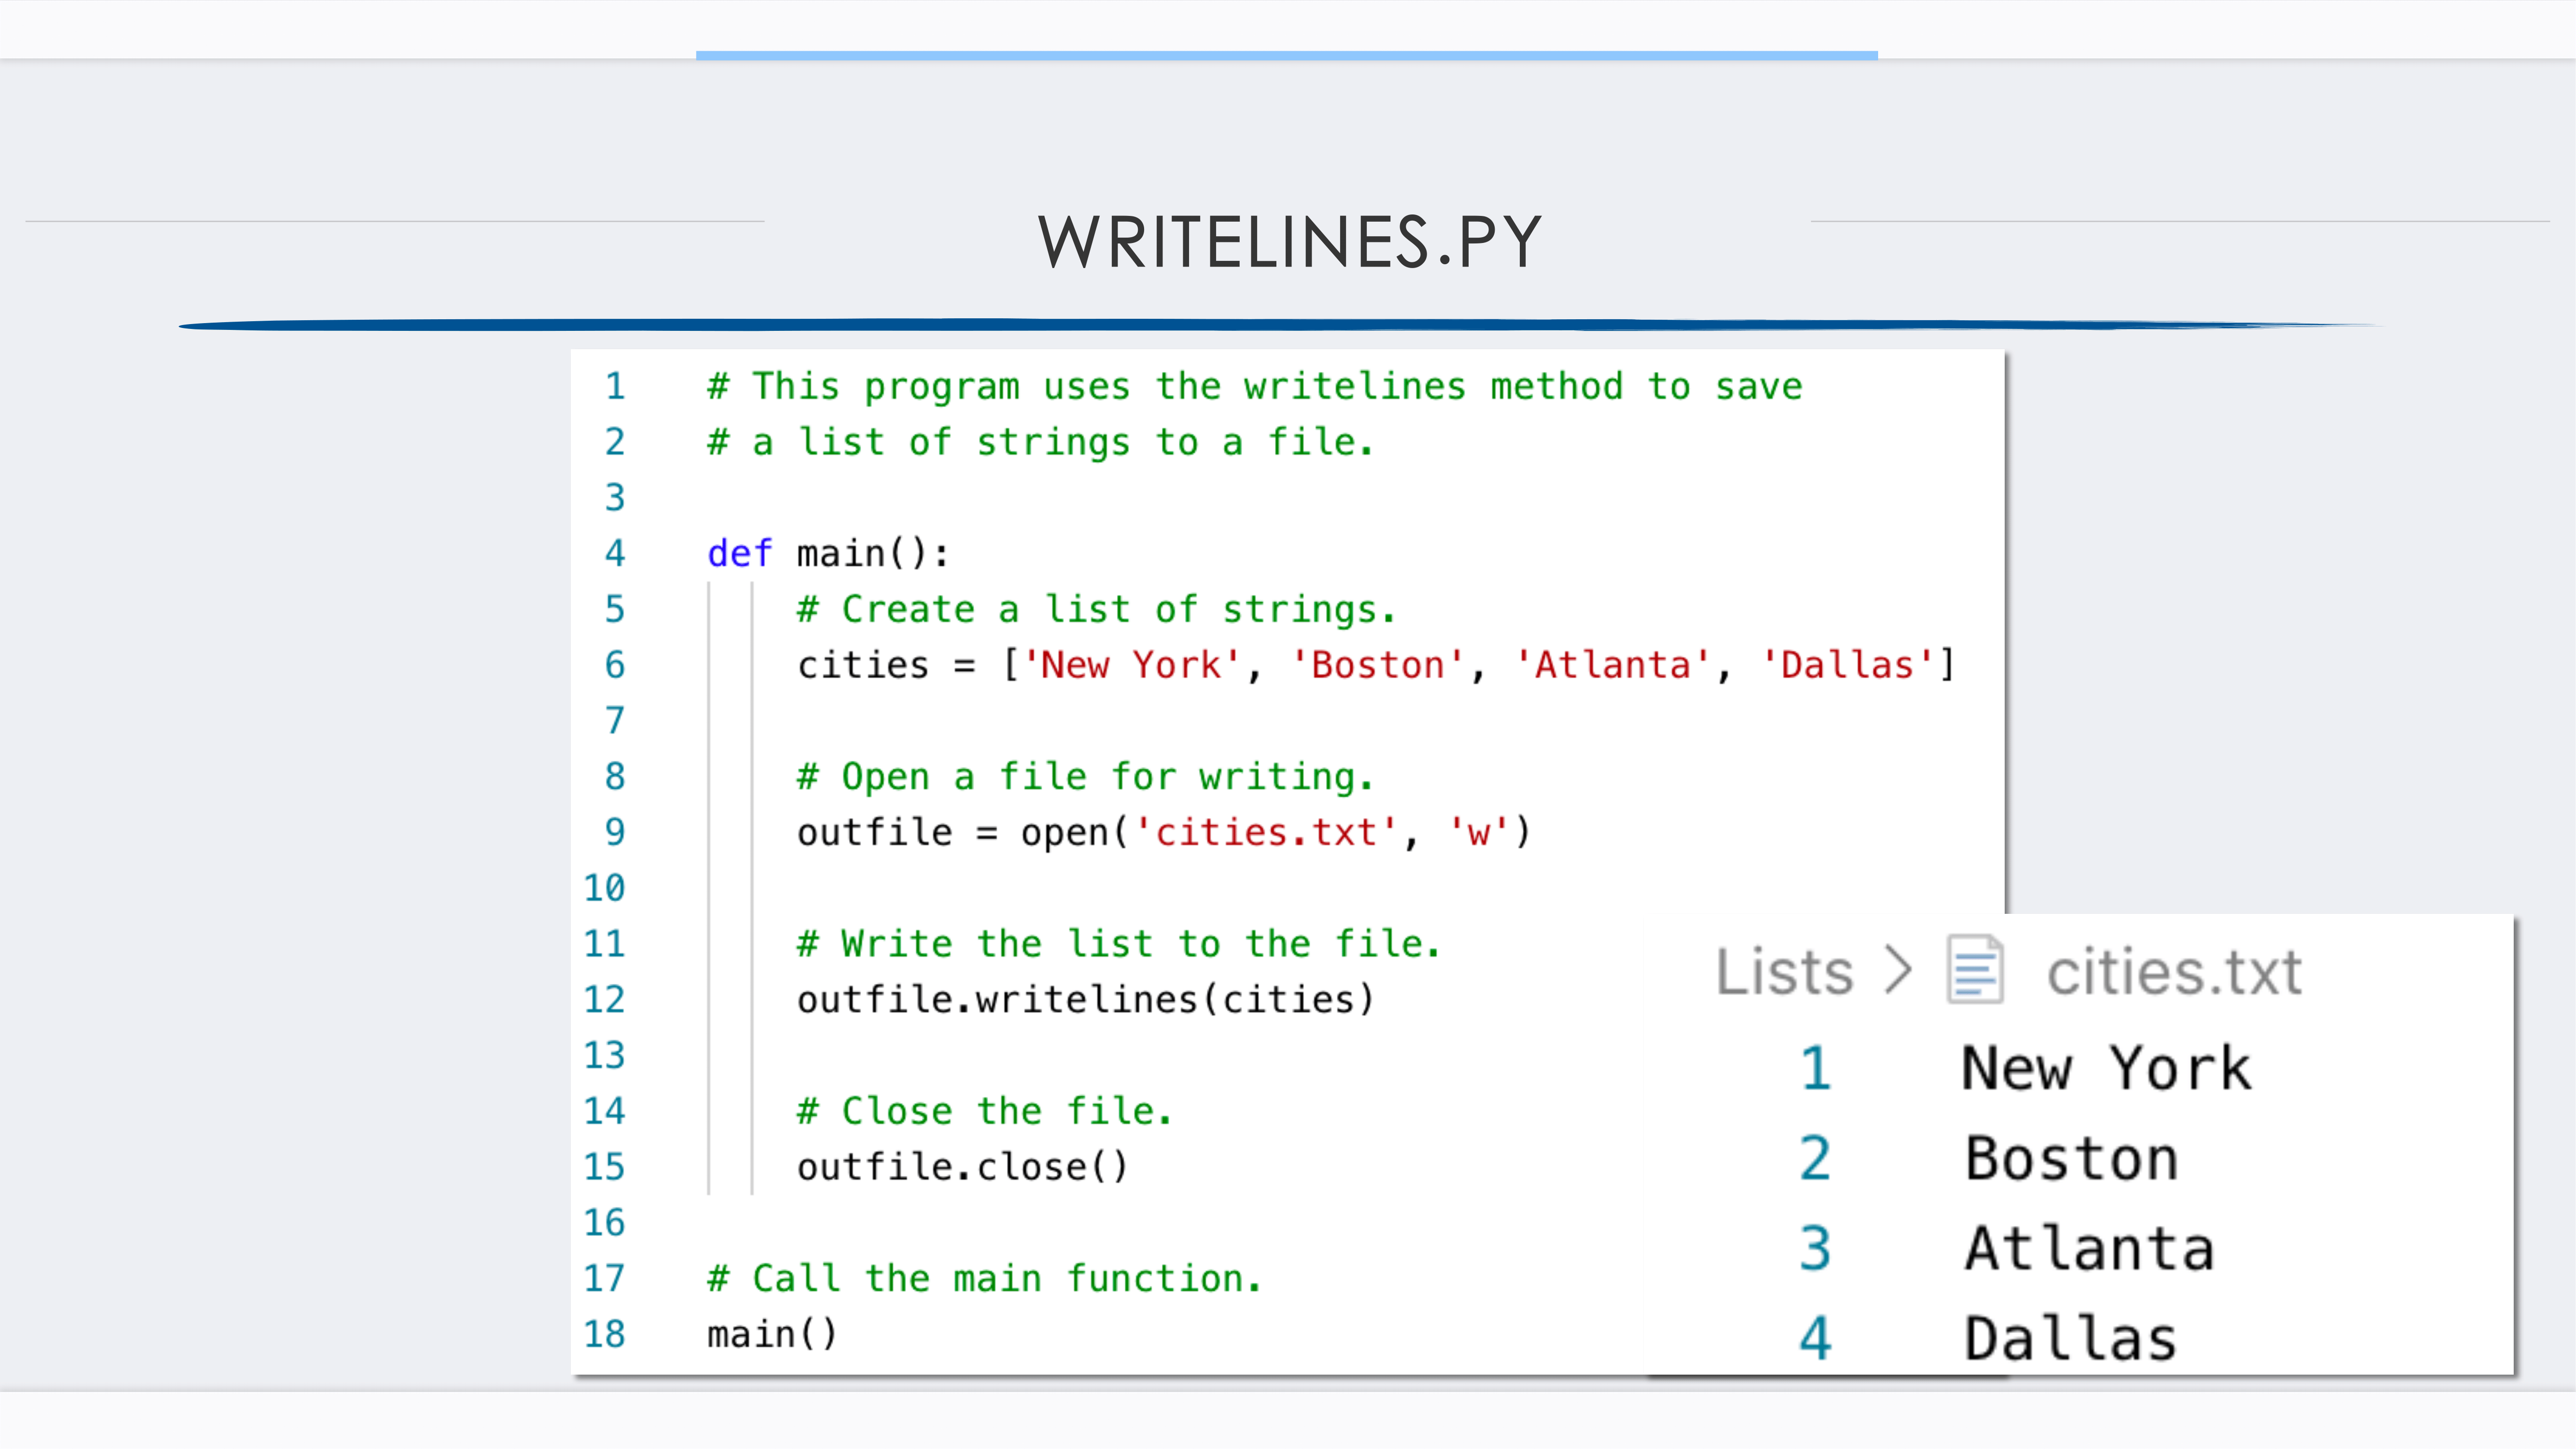 WRITELINES.PY
1 # This program uses the writelines method to save
2 # a list of strings to a file.
3
4 def main():
5     # Create a list of strings.
6     cities = ['New York', 'Boston', 'Atlanta', 'Dallas']
7
8     # Open a file for writing.
9     outfile = open('cities.txt', 'w')
10
11     # Write the list to the file.
12     outfile.writelines(cities)
13
14     # Close the file.
15     outfile.close()
16
17 # Call the main function.
18 main()
Lists > cities.txt
1 New York
2 Boston
3 Atlanta
4 Dallas